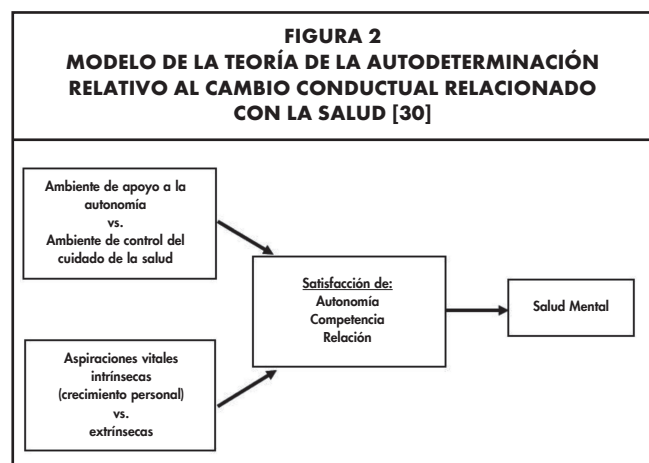 FIGURA 2
MODELO DE LA TEORÍA DE LA AUTODETERMINACIÓN
RELATIVO AL CAMBIO CONDUCTUAL RELACIONADO
CON LA SALUD [30]
Ambiente de apoyo a la
autonomía
vs.
Ambiente de control del
cuidado de la salud
Aspiraciones vitales
intrínsecas
(crecimiento personal)
vs.
extrínsecas
Satisfacción de:
Autonomía
Competencia
Relación
Salud Mental